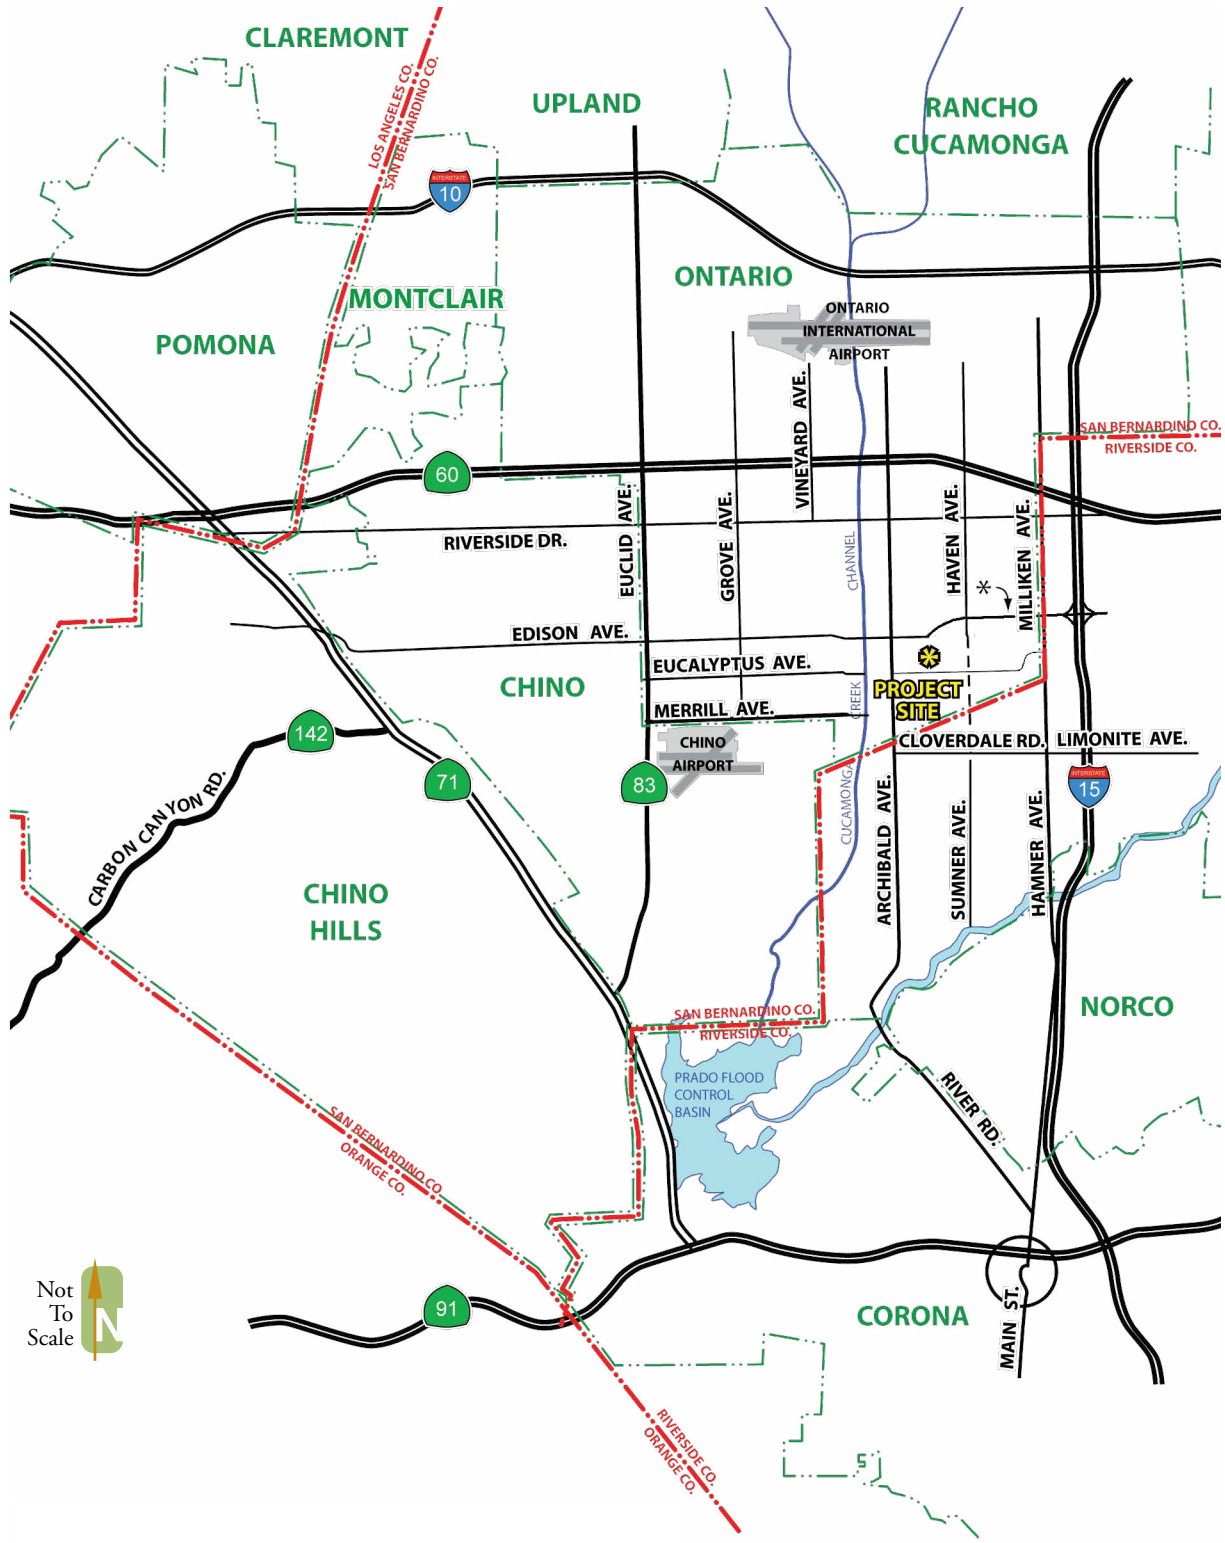 CLAREMONT
LOS ANGELES CO.
SAN BERNARDINO CO.
UPLAND
RANCHO
CUCAMONGA
INTERSTATE
10
ONTARIO
MONTCLAIR
POMONA
ONTARIO
INTERNATIONAL
AIRPORT
VINEYARD AVE.
SAN BERNARDINO CO.
RIVERSIDE CO.
60
EUCLID AVE.
GROVE AVE.
HAVEN AVE.
MILLIKEN AVE.
RIVERSIDE DR.
CHANNEL
*
EDISON AVE.
EUCALYPTUS AVE.
CHINO
PROJECT
SITE
MERRILL AVE.
CREEK
142
CHINO
AIRPORT
CLOVERDALE RD.
LIMONITE AVE.
71
83
INTERSTATE
15
CARBON CANYON RD.
CUCAMONGA
ARCHIBALD AVE.
SUMNER AVE.
HAMNER AVE.
CHINO
HILLS
NORCO
SAN BERNARDINO CO.
RIVERSIDE CO.
PRADO FLOOD
CONTROL
BASIN
RIVER RD.
SAN BERNARDINO CO.
ORANGE CO.
Not
To
Scale
N
91
CORONA
MAIN ST.
RIVERSIDE CO.
ORANGE CO.